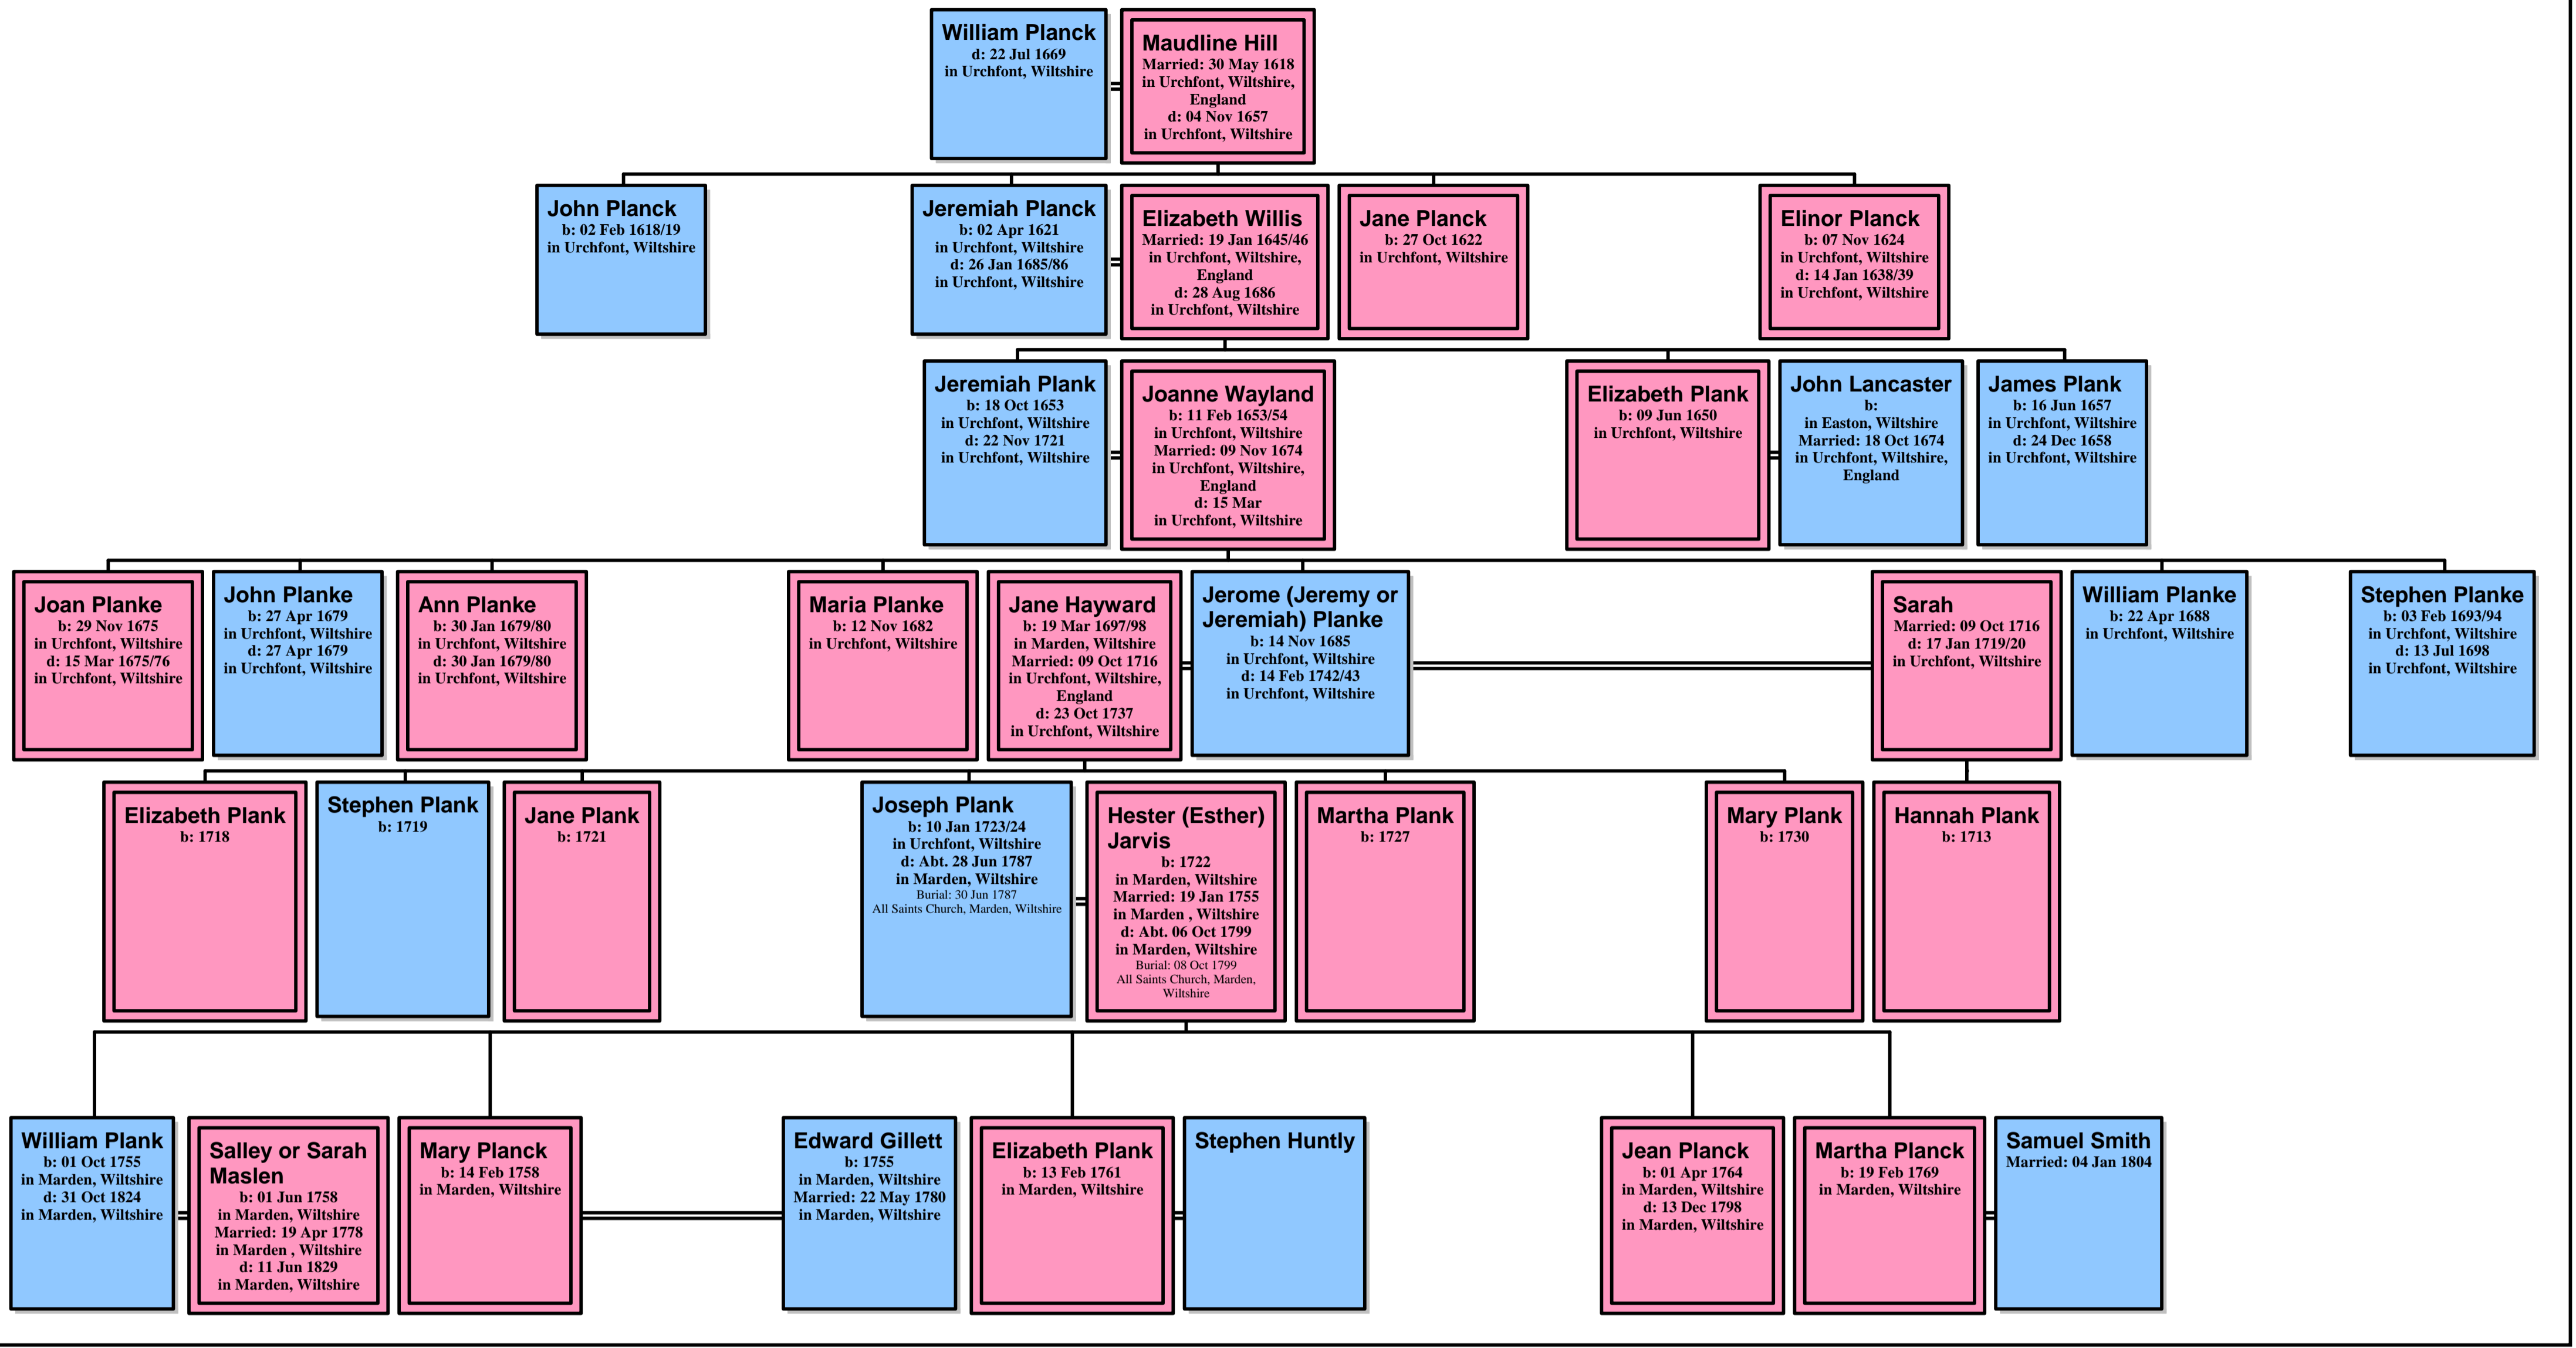 William Planck
d: 22 Jul 1669
in Urchfont, Wiltshire
Maudline Hill
Married: 30 May 1618
in Urchfont, Wiltshire,
England
d: 04 Nov 1657
in Urchfont, Wiltshire
John Planck
b: 02 Feb 1618/19
in Urchfont, Wiltshire
Jeremiah Planck
b: 02 Apr 1621
in Urchfont, Wiltshire
d: 26 Jan 1685/86
in Urchfont, Wiltshire
Elizabeth Willis
Married: 19 Jan 1645/46
in Urchfont, Wiltshire,
England
d: 28 Aug 1686
in Urchfont, Wiltshire
Jane Planck
b: 27 Oct 1622
in Urchfont, Wiltshire
Elinor Planck
b: 07 Nov 1624
in Urchfont, Wiltshire
d: 14 Jan 1638/39
in Urchfont, Wiltshire
Jeremiah Plank
b: 18 Oct 1653
in Urchfont, Wiltshire
d: 22 Nov 1721
in Urchfont, Wiltshire
Joanne Wayland
b: 11 Feb 1653/54
in Urchfont, Wiltshire
Married: 09 Nov 1674
in Urchfont, Wiltshire,
England
d: 15 Mar
in Urchfont, Wiltshire
Elizabeth Plank
b: 09 Jun 1650
in Urchfont, Wiltshire
John Lancaster
b:
in Easton, Wiltshire
Married: 18 Oct 1674
in Urchfont, Wiltshire,
England
James Plank
b: 16 Jun 1657
in Urchfont, Wiltshire
d: 24 Dec 1658
in Urchfont, Wiltshire
Joan Planke
b: 29 Nov 1675
in Urchfont, Wiltshire
d: 15 Mar 1675/76
in Urchfont, Wiltshire
John Planke
b: 27 Apr 1679
in Urchfont, Wiltshire
d: 27 Apr 1679
in Urchfont, Wiltshire
Ann Planke
b: 30 Jan 1679/80
in Urchfont, Wiltshire
d: 30 Jan 1679/80
in Urchfont, Wiltshire
Maria Planke
b: 12 Nov 1682
in Urchfont, Wiltshire
Jane Hayward
b: 19 Mar 1697/98
in Marden, Wiltshire
Married: 09 Oct 1716
in Urchfont, Wiltshire,
England
d: 23 Oct 1737
in Urchfont, Wiltshire
Jerome (Jeremy or
Jeremiah) Planke
b: 14 Nov 1685
in Urchfont, Wiltshire
d: 14 Feb 1742/43
in Urchfont, Wiltshire
Sarah
Married: 09 Oct 1716
d: 17 Jan 1719/20
in Urchfont, Wiltshire
William Planke
b: 22 Apr 1688
in Urchfont, Wiltshire
Stephen Planke
b: 03 Feb 1693/94
in Urchfont, Wiltshire
d: 13 Jul 1698
in Urchfont, Wiltshire
Elizabeth Plank
b: 1718
Stephen Plank
b: 1719
Jane Plank
b: 1721
Joseph Plank
b: 10 Jan 1723/24
in Urchfont, Wiltshire
d: Abt. 28 Jun 1787
in Marden, Wiltshire
Burial: 30 Jun 1787
All Saints Church, Marden, Wiltshire
Hester (Esther)
Jarvis
b: 1722
in Marden, Wiltshire
Married: 19 Jan 1755
in Marden , Wiltshire
d: Abt. 06 Oct 1799
in Marden, Wiltshire
Burial: 08 Oct 1799
All Saints Church, Marden,
Wiltshire
Martha Plank
b: 1727
Mary Plank
b: 1730
Hannah Plank
b: 1713
William Plank
b: 01 Oct 1755
in Marden, Wiltshire
d: 31 Oct 1824
in Marden, Wiltshire
Salley or Sarah
Maslen
b: 01 Jun 1758
in Marden, Wiltshire
Married: 19 Apr 1778
in Marden , Wiltshire
d: 11 Jun 1829
in Marden, Wiltshire
Mary Planck
b: 14 Feb 1758
in Marden, Wiltshire
Edward Gillett
b: 1755
in Marden, Wiltshire
Married: 22 May 1780
in Marden, Wiltshire
Elizabeth Plank
b: 13 Feb 1761
in Marden, Wiltshire
Stephen Huntly
Jean Planck
b: 01 Apr 1764
in Marden, Wiltshire
d: 13 Dec 1798
in Marden, Wiltshire
Martha Planck
b: 19 Feb 1769
in Marden, Wiltshire
Samuel Smith
Married: 04 Jan 1804